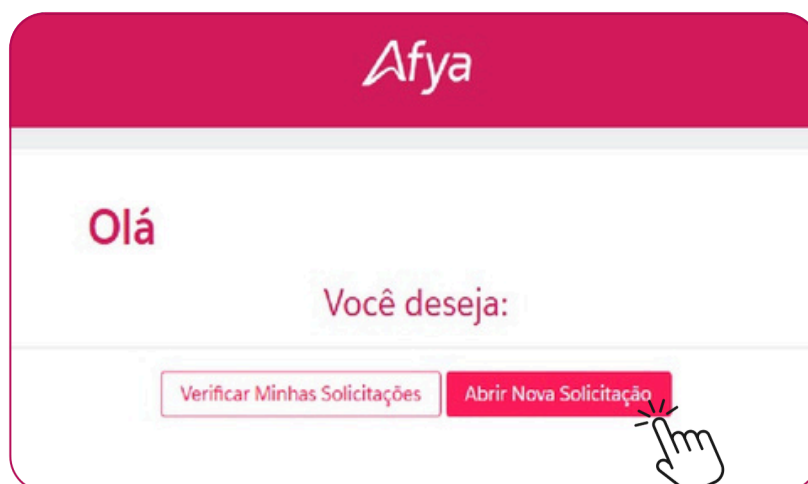 Afya
Olá
Você deseja:
Verificar Minhas Solicitações
Abrir Nova Solicitação